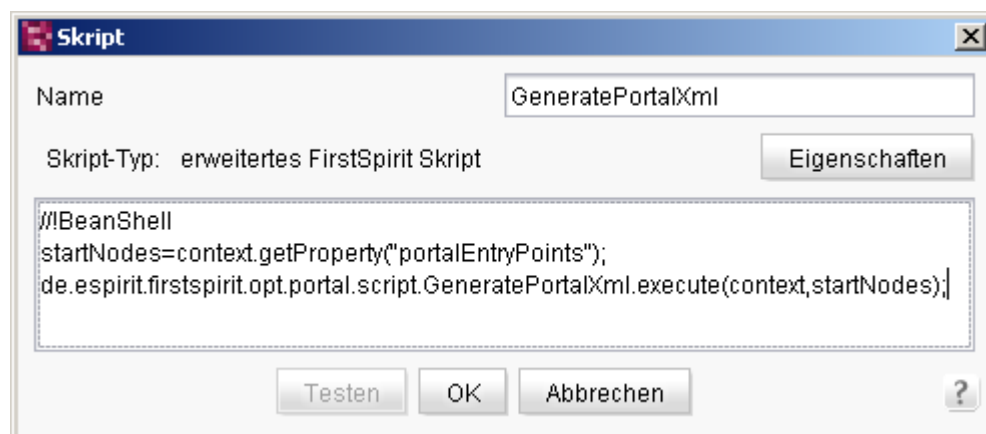 Skript
Name GeneratePortalXml
Skript-Typ: erweitertes FirstSpirit Skript Eigenschaften
//!BeanShell
startNodes=context.getProperty("portalEntryPoints");
de.espirit.firstspirit.opt.portal.script.GeneratePortalXml.execute(context,startNodes);
Testen OK Abbrechen ?